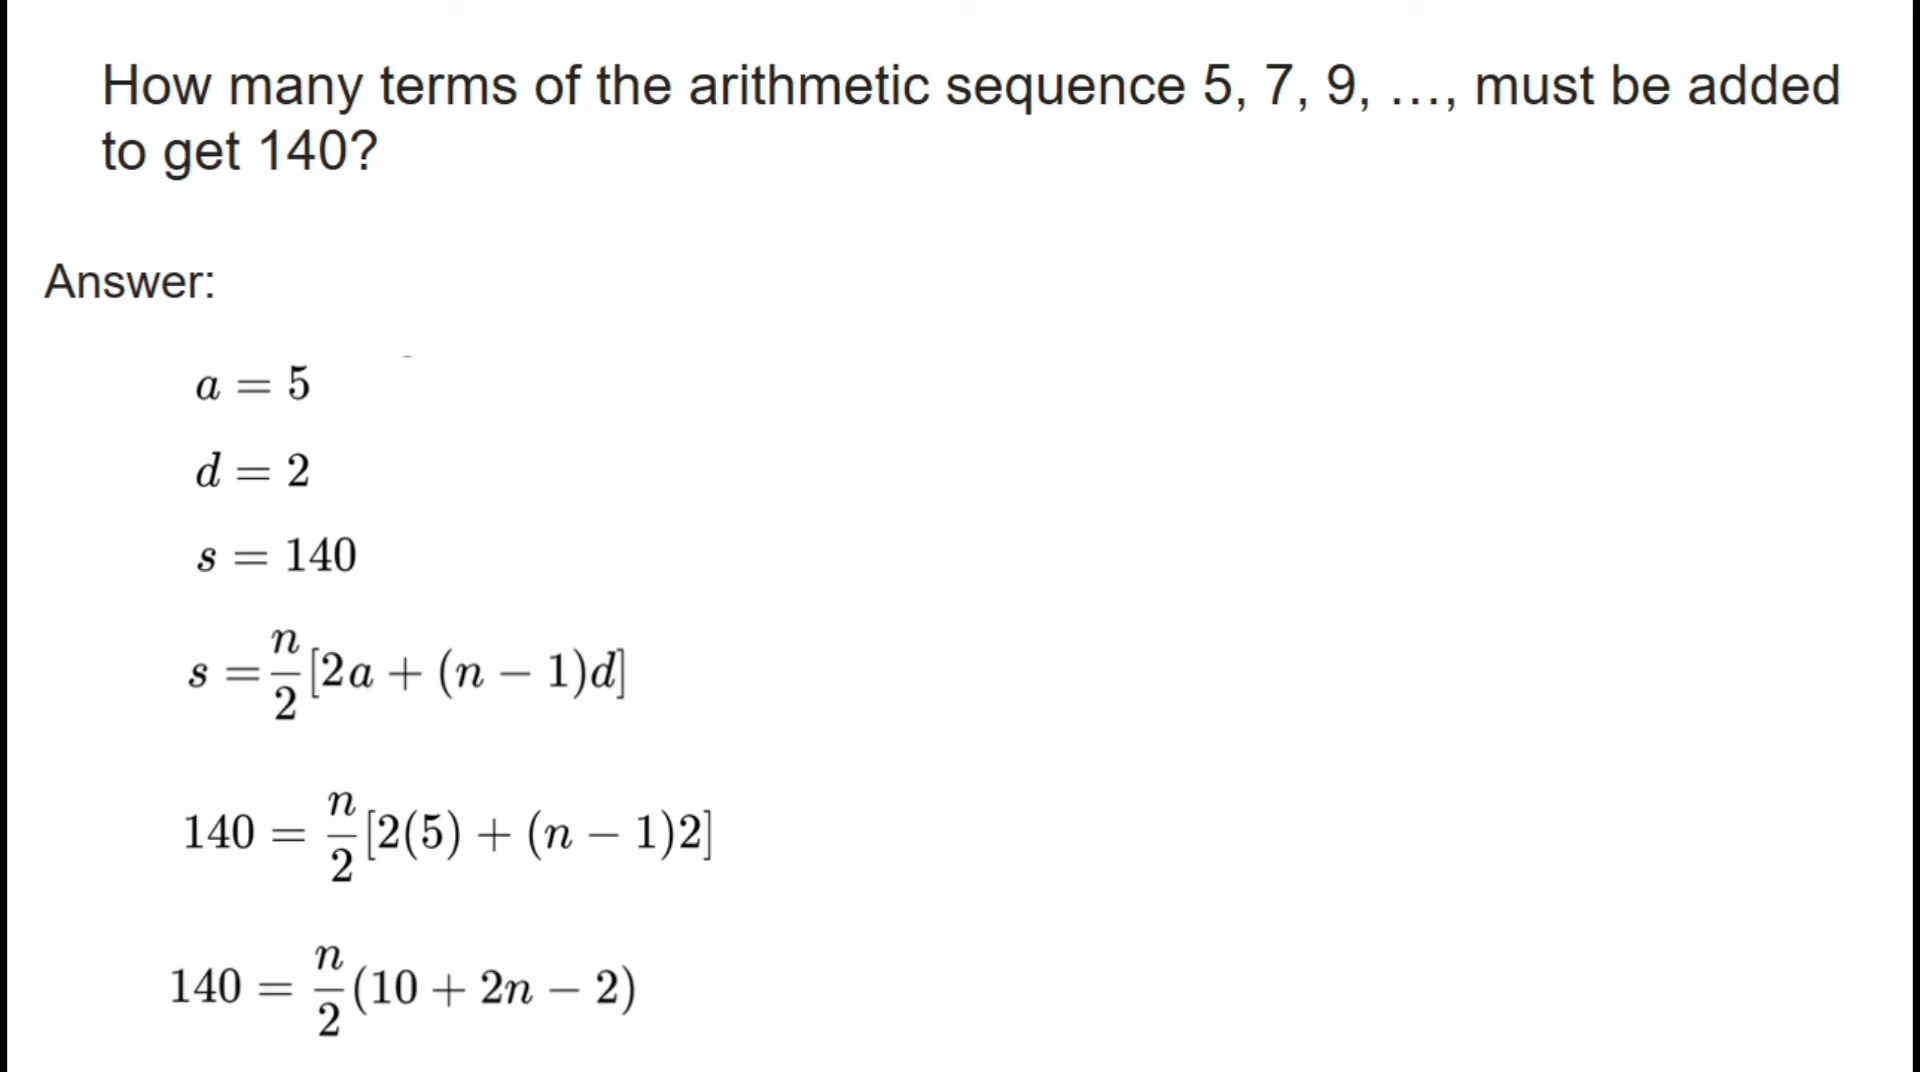 How many terms of the arithmetic sequence 5, 7, 9, …, must be added
to get 140?
Answer:
a = 5
d = 2
s = 140
s = n/2 [2a + (n − 1)d]
140 = n/2 [2(5) + (n − 1)2]
140 = n/2 (10 + 2n − 2)